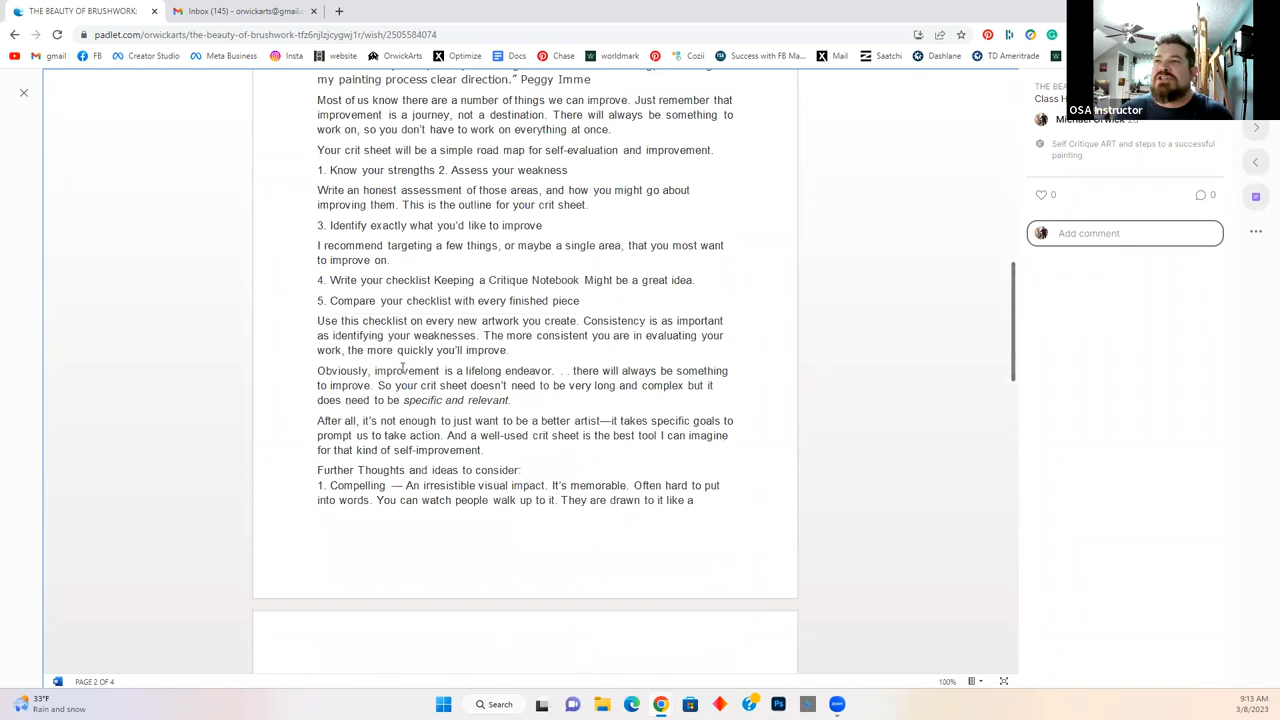 THE BEAUTY OF BRUSHWORK:
Inbox (45) - orwickarts@gmail.c
padlet.com/orwickarts/the-beauty-of-brushwork-tfz6njlzjcygwj1r/wish/2505584074
gmail
FB
Creator Studio
Meta Business
Insta
website
OrwickArts
Optimize
Docs
Chase
worldmark
Cozii
Success with FB Ma...
Mail
Saatchi
Dashlane
TD Ameritrade
my painting process clear direction.” Peggy Imme
Most of us know there are a number of things we can improve. Just remember that
improvement is a journey, not a destination. There will always be something to
work on, so you don’t have to work on everything at once.
Your crit sheet will be a simple road map for self-evaluation and improvement.
1. Know your strengths 2. Assess your weakness
Write an honest assessment of those areas, and how you might go about
improving them. This is the outline for your crit sheet.
3. Identify exactly what you’d like to improve
I recommend targeting a few things, or maybe a single area, that you most want
to improve on.
4. Write your checklist Keeping a Critique Notebook Might be a great idea.
5. Compare your checklist with every finished piece
Use this checklist on every new artwork you create. Consistency is as important
as identifying your weaknesses. The more consistent you are in evaluating your
work, the more quickly you’ll improve.
Obviously, improvement is a lifelong endeavor. . . there will always be something
to improve. So your crit sheet doesn’t need to be very long and complex but it
does need to be specific and relevant.
After all, it’s not enough to just want to be a better artist—it takes specific goals to
prompt us to take action. And a well-used crit sheet is the best tool I can imagine
for that kind of self-improvement.
Further Thoughts and ideas to consider:
1. Compelling — An irresistible visual impact. It’s memorable. Often hard to put
into words. You can watch people walk up to it. They are drawn to it like a
PAGE 2 OF 4
100%
THE BEA
Class H
OSA Instructor
Self Critique ART and steps to a successful
painting
0
0
Add comment
33°F
Rain and snow
Search
zoom
9:13 AM
3/8/2023